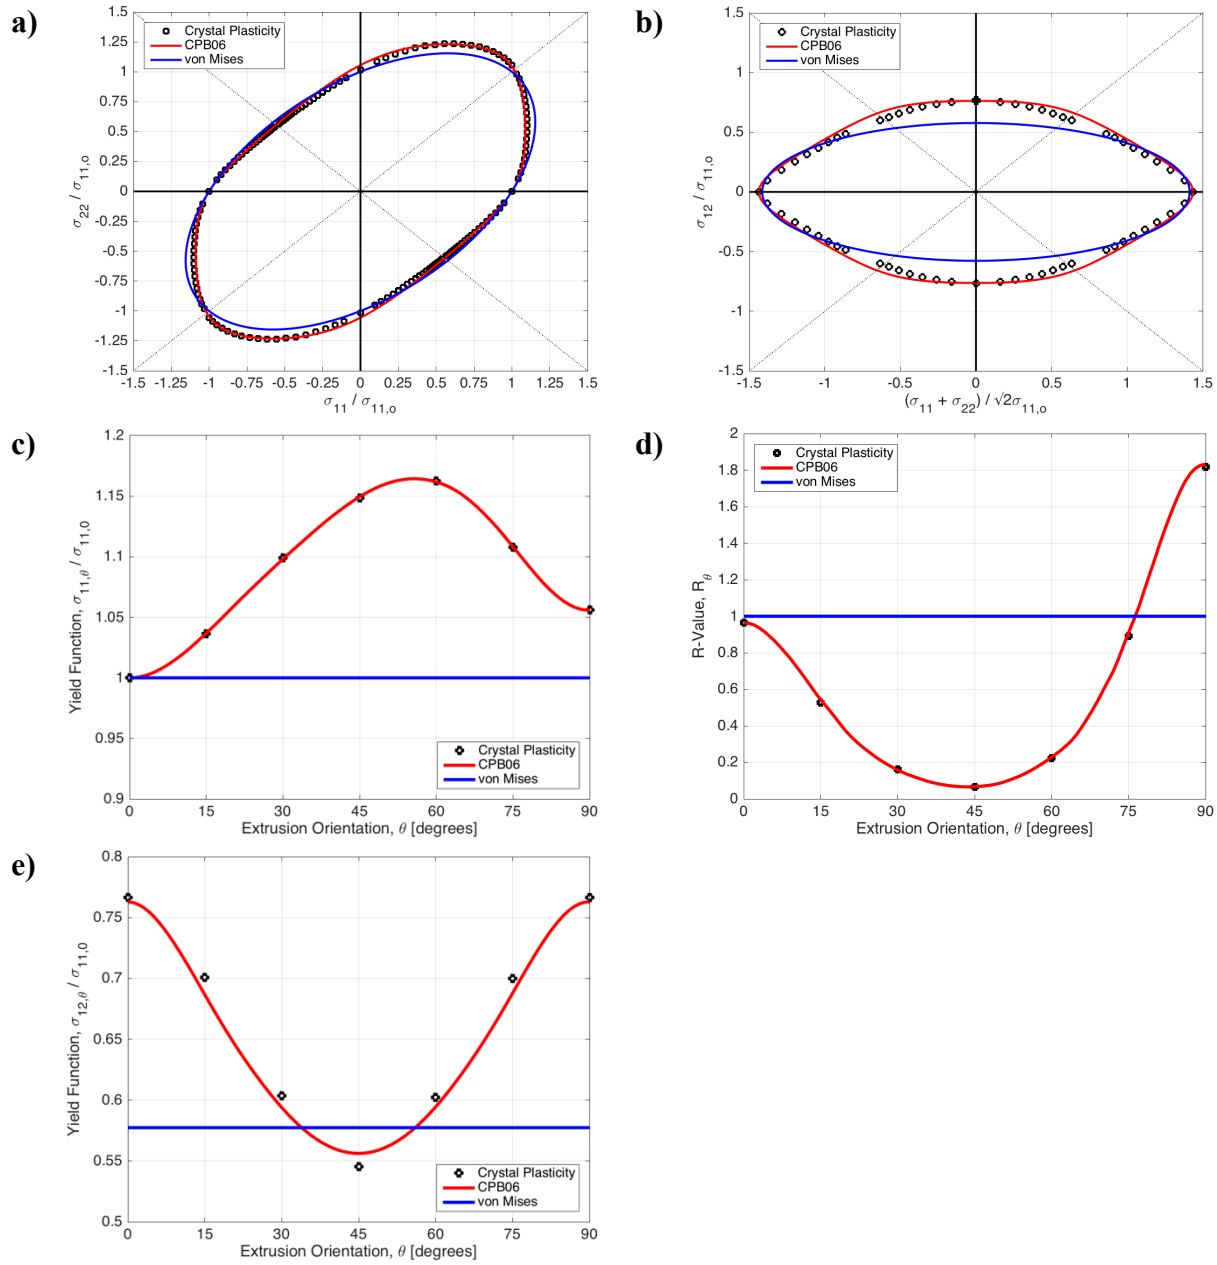 a)
Crystal Plasticity
CPB06
von Mises
σ22 / σ11,o
1.5
1.25
1
0.75
0.5
0.25
0
-0.25
-0.5
-0.75
-1
-1.25
-1.5
-1.5 -1.25 -1 -0.75 -0.5 -0.25 0 0.25 0.5 0.75 1 1.25 1.5
σ11 / σ11,o
b)
Crystal Plasticity
CPB06
von Mises
σ12 / σ11,o
1.5
1
0.5
0
-0.5
-1
-1.5
-1.5 -1 -0.5 0 0.5 1 1.5
(σ11 + σ22) / √2σ11,o
c)
Yield Function, σ11,θ / σ11,0
1.2
1.15
1.1
1.05
1
0.95
0.9
Crystal Plasticity
CPB06
von Mises
0 15 30 45 60 75 90
Extrusion Orientation, θ [degrees]
d)
Crystal Plasticity
CPB06
von Mises
R-Value, Rθ
2
1.8
1.6
1.4
1.2
1
0.8
0.6
0.4
0.2
0
0 15 30 45 60 75 90
Extrusion Orientation, θ [degrees]
e)
Yield Function, σ12,θ / σ11,0
0.8
0.75
0.7
0.65
0.6
0.55
0.5
Crystal Plasticity
CPB06
von Mises
0 15 30 45 60 75 90
Extrusion Orientation, θ [degrees]